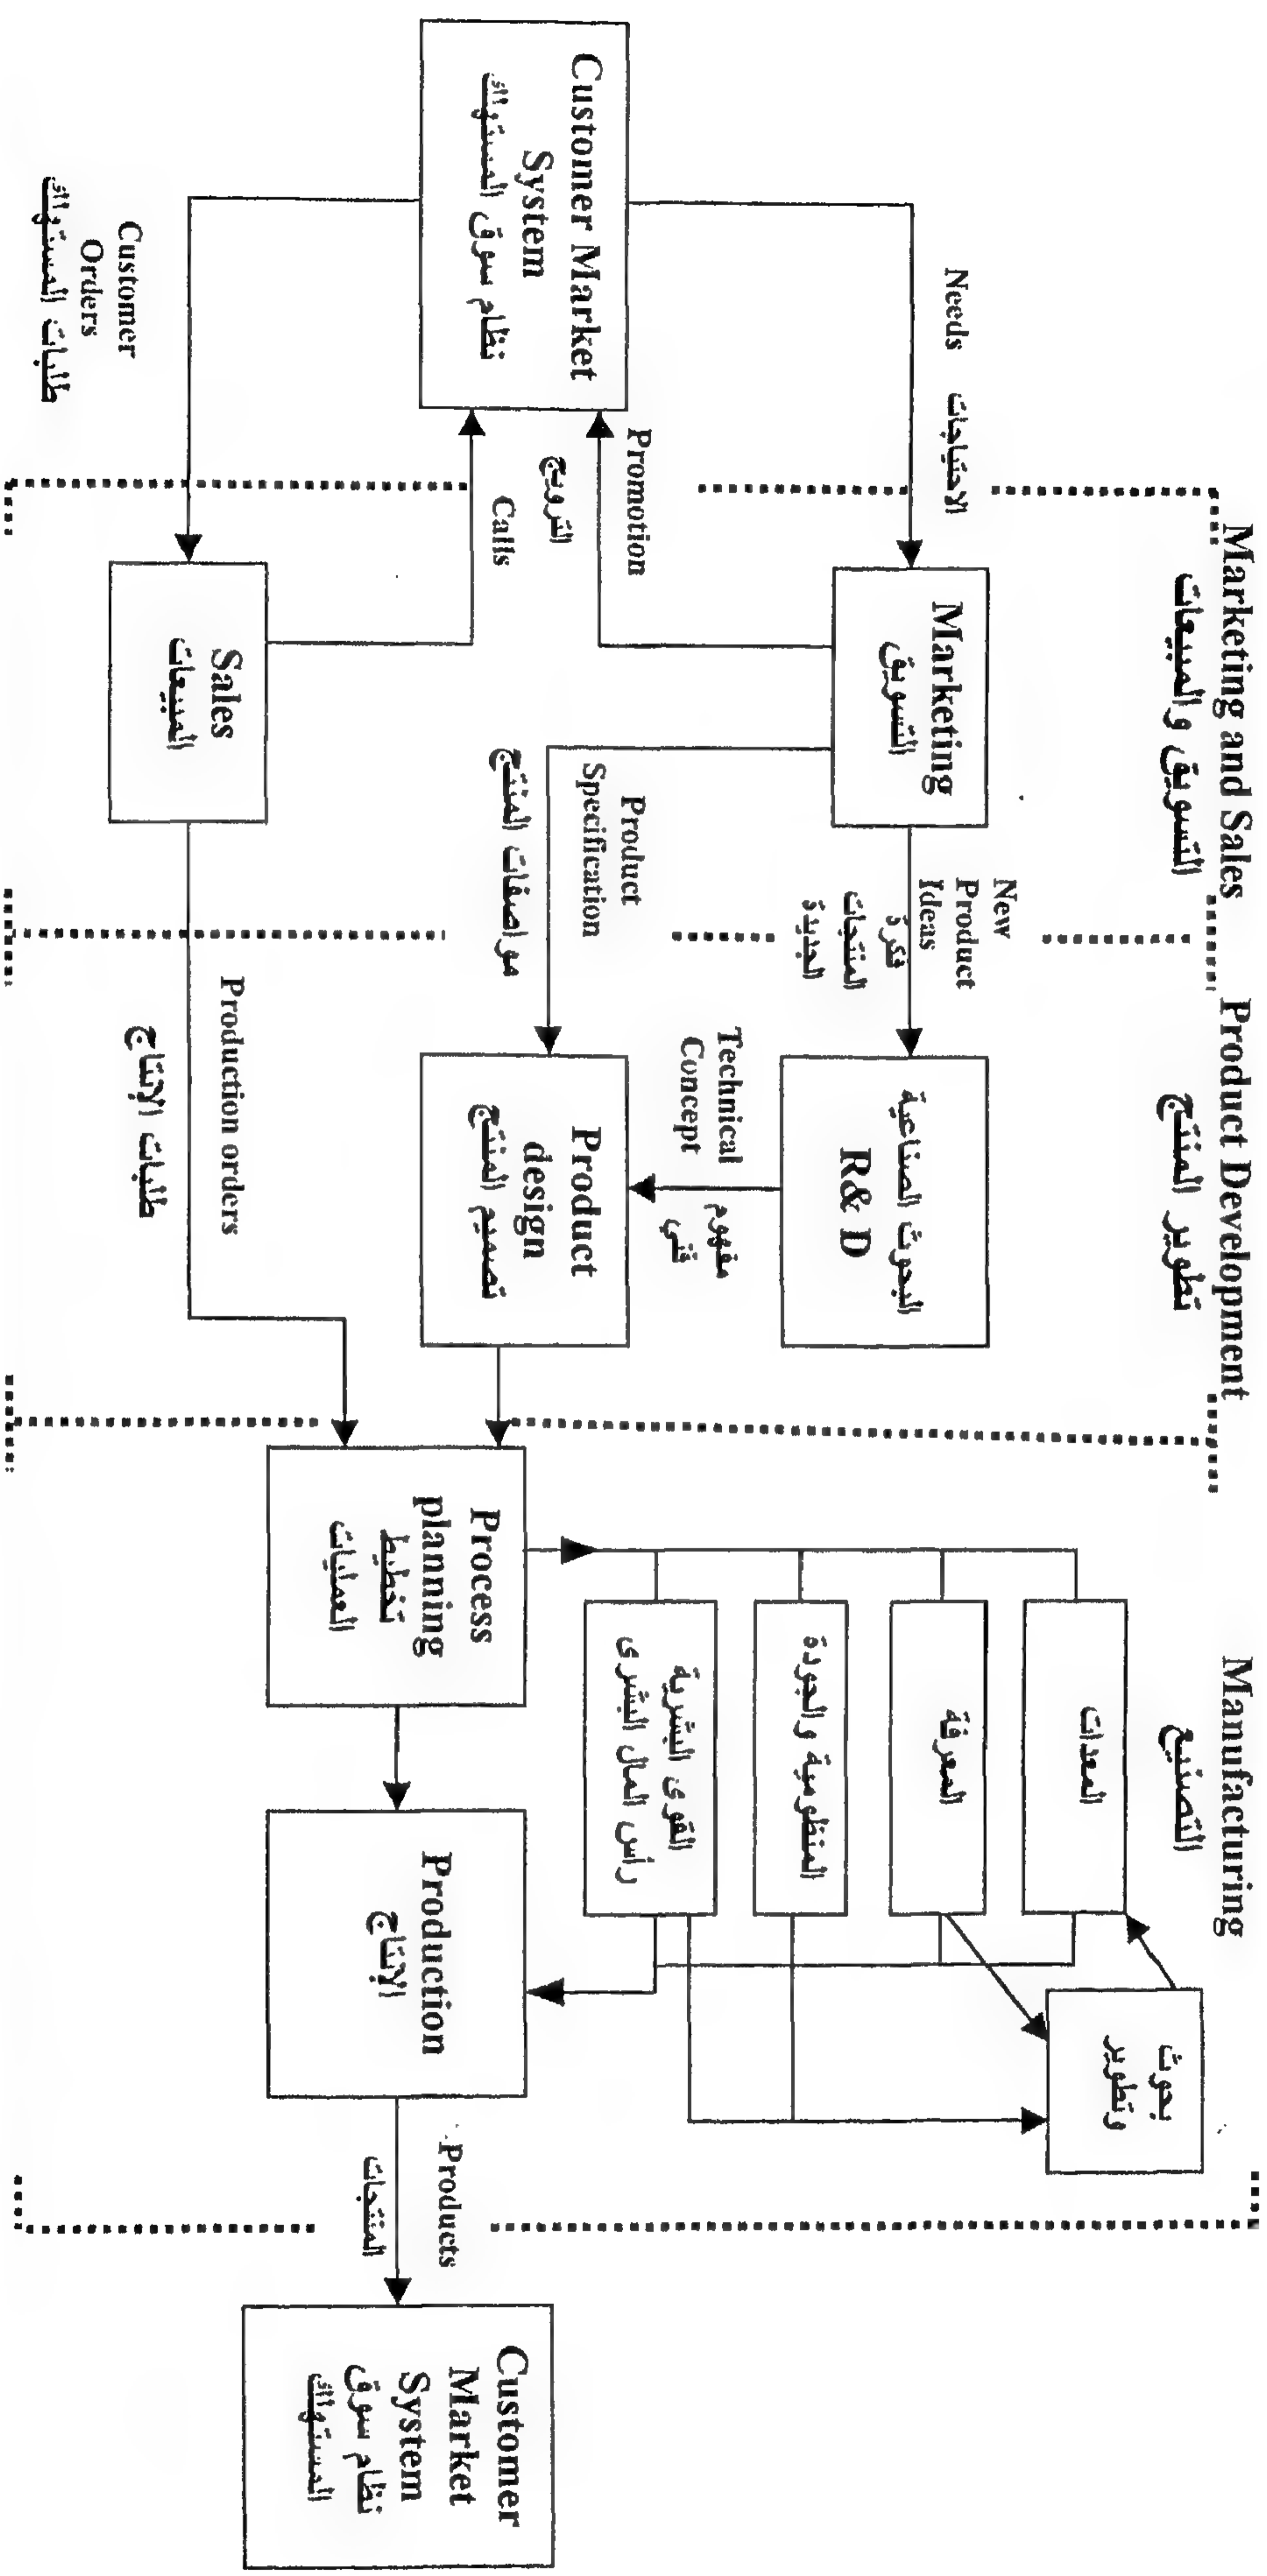 Marketing and Sales
التسويق والمبيعات
Product Development
تطوير المنتج
Manufacturing
التصنيع
Customer Market
System
نظام سوق المستهلك
Needs الاحتياجات
Promotion
الترويج
Calls
Customer
Orders
طلبات المستهلك
Marketing
التسويق
Sales
المبيعات
New
Product
Ideas
فكرة
المنتجات
الجديدة
Product
Specification
مواصفات المنتج
Production orders
طلبات الإنتاج
البحوث الصناعية
R& D
Technical
Concept
مفهوم
فني
Product
design
تصميم المنتج
Process
planning
تخطيط
العمليات
المعدات
المعرفة
المنظومية والجودة
القوى البشرية
رأس المال البشرى
بحوث
وتطوير
Production
الإنتاج
Products
المنتجات
Customer
Market
System
نظام سوق
المستهلك